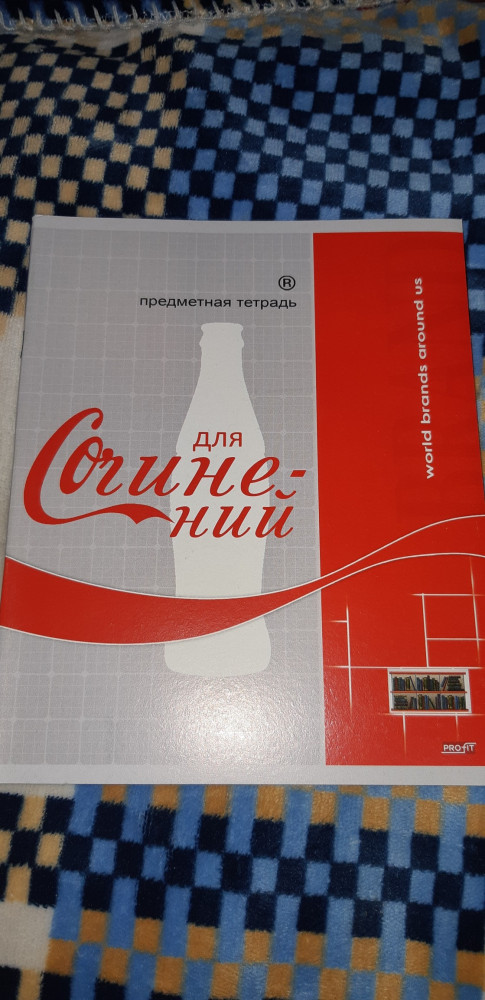 ®
предметная тетрадь
для
Сочине-
ний
world brands around us
PROFIT